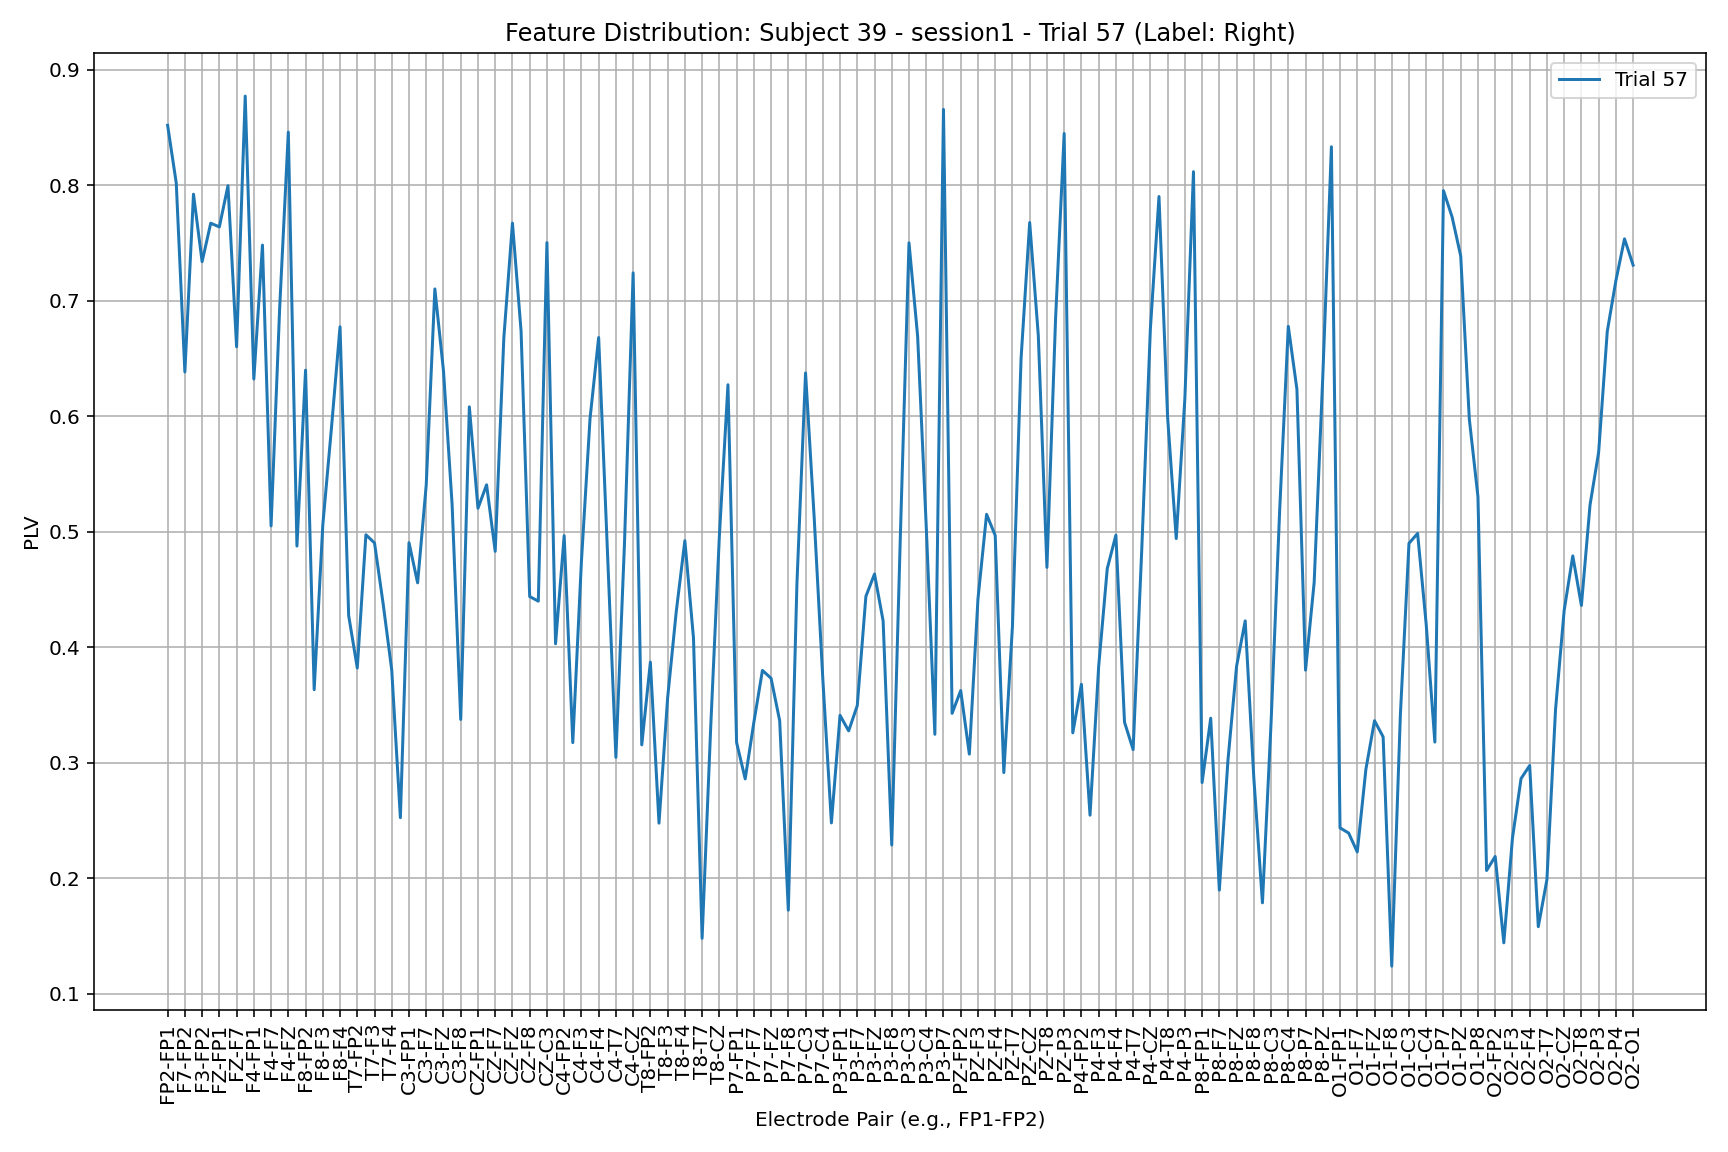 Feature Distribution: Subject 39 - session1 - Trial 57 (Label: Right)
Trial 57
0.9
0.8
0.7
0.6
0.5
0.4
0.3
0.2
0.1
PLV
FP2-FP1
F7-FP2
F3-FP2
FZ-FP1
FZ-F7
F4-FP1
F4-F7
F4-FZ
F8-FP2
F8-F3
F8-F4
T7-FP2
T7-F3
T7-F4
C3-FP1
C3-F7
C3-FZ
C3-F8
CZ-FP1
CZ-F7
CZ-FZ
CZ-F8
CZ-C3
C4-FP2
C4-F3
C4-F4
C4-T7
C4-CZ
T8-FP2
T8-F3
T8-F4
T8-T7
T8-CZ
P7-FP1
P7-F7
P7-FZ
P7-F8
P7-C3
P7-C4
P3-FP1
P3-F7
P3-FZ
P3-F8
P3-C3
P3-C4
P3-P7
PZ-FP2
PZ-F3
PZ-F4
PZ-T7
PZ-CZ
PZ-T8
PZ-P3
P4-FP2
P4-F3
P4-F4
P4-T7
P4-CZ
P4-T8
P4-P3
P8-FP1
P8-F7
P8-FZ
P8-F8
P8-C3
P8-C4
P8-P7
P8-PZ
O1-FP1
O1-F7
O1-FZ
O1-F8
O1-C3
O1-C4
O1-P7
O1-PZ
O1-P8
O2-FP2
O2-F3
O2-F4
O2-T7
O2-CZ
O2-T8
O2-P3
O2-P4
O2-O1
Electrode Pair (e.g., FP1-FP2)